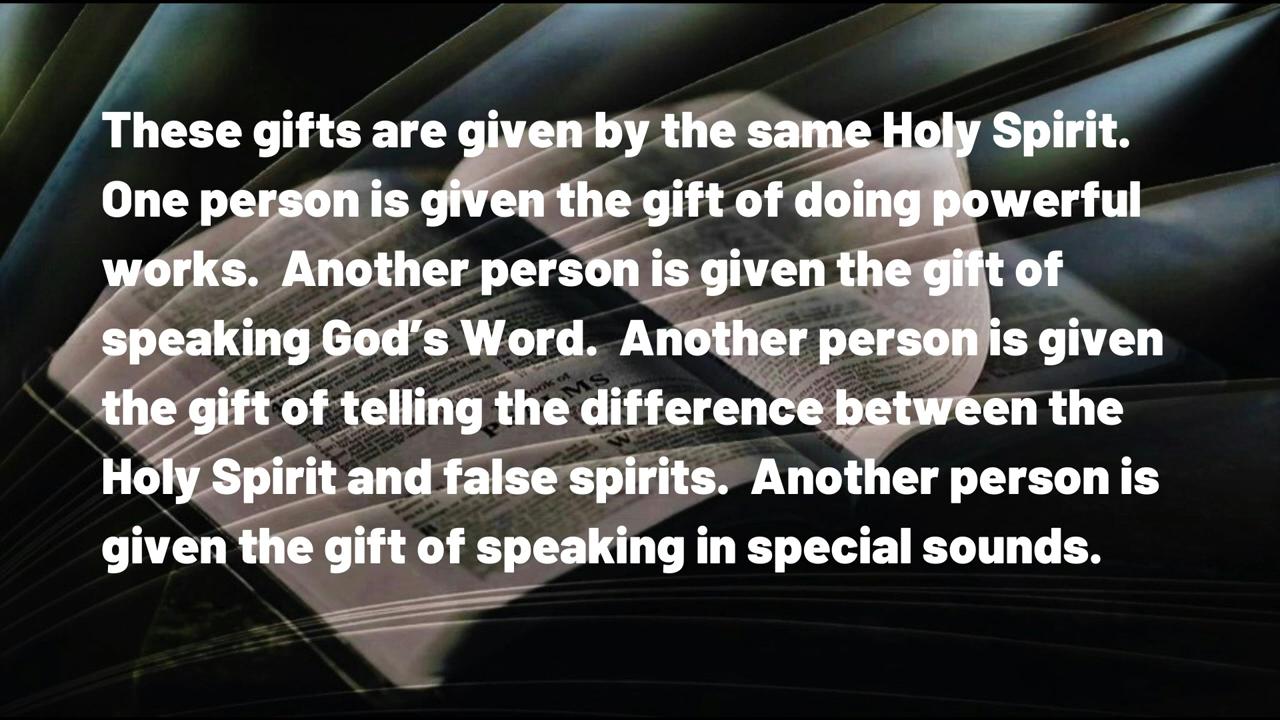 These gifts are given by the same Holy Spirit.
One person is given the gift of doing powerful
works.  Another person is given the gift of
speaking God’s Word.  Another person is given
the gift of telling the difference between the
Holy Spirit and false spirits.  Another person is
given the gift of speaking in special sounds.